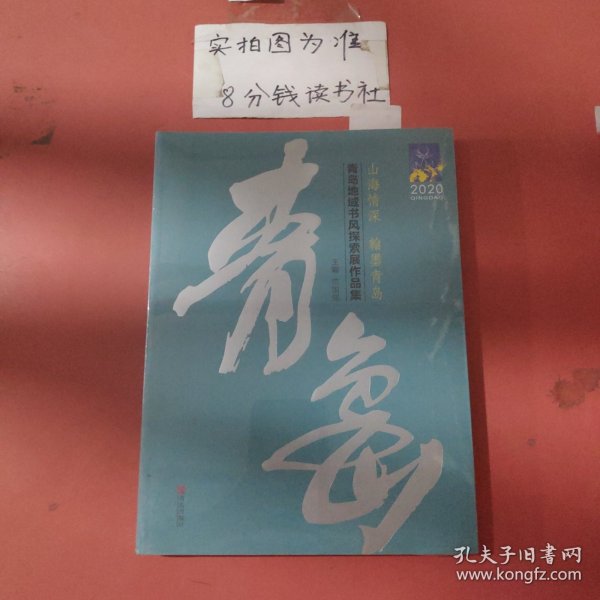 实拍图为准
8分钱读书社
2020
QINGDAO
山海情深 翰墨青岛
青岛地域书风探索展作品集
主编
青岛
孔夫子旧书网
www.kongfz.com